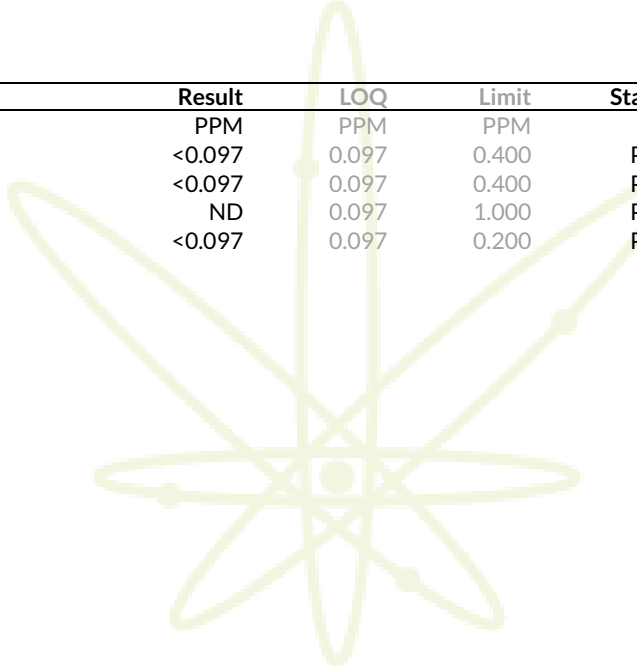 Result LOQ Limit Sta
PPM PPM PPM
<0.097 0.097 0.400 P
<0.097 0.097 0.400 P
ND 0.097 1.000 P
<0.097 0.097 0.200 P